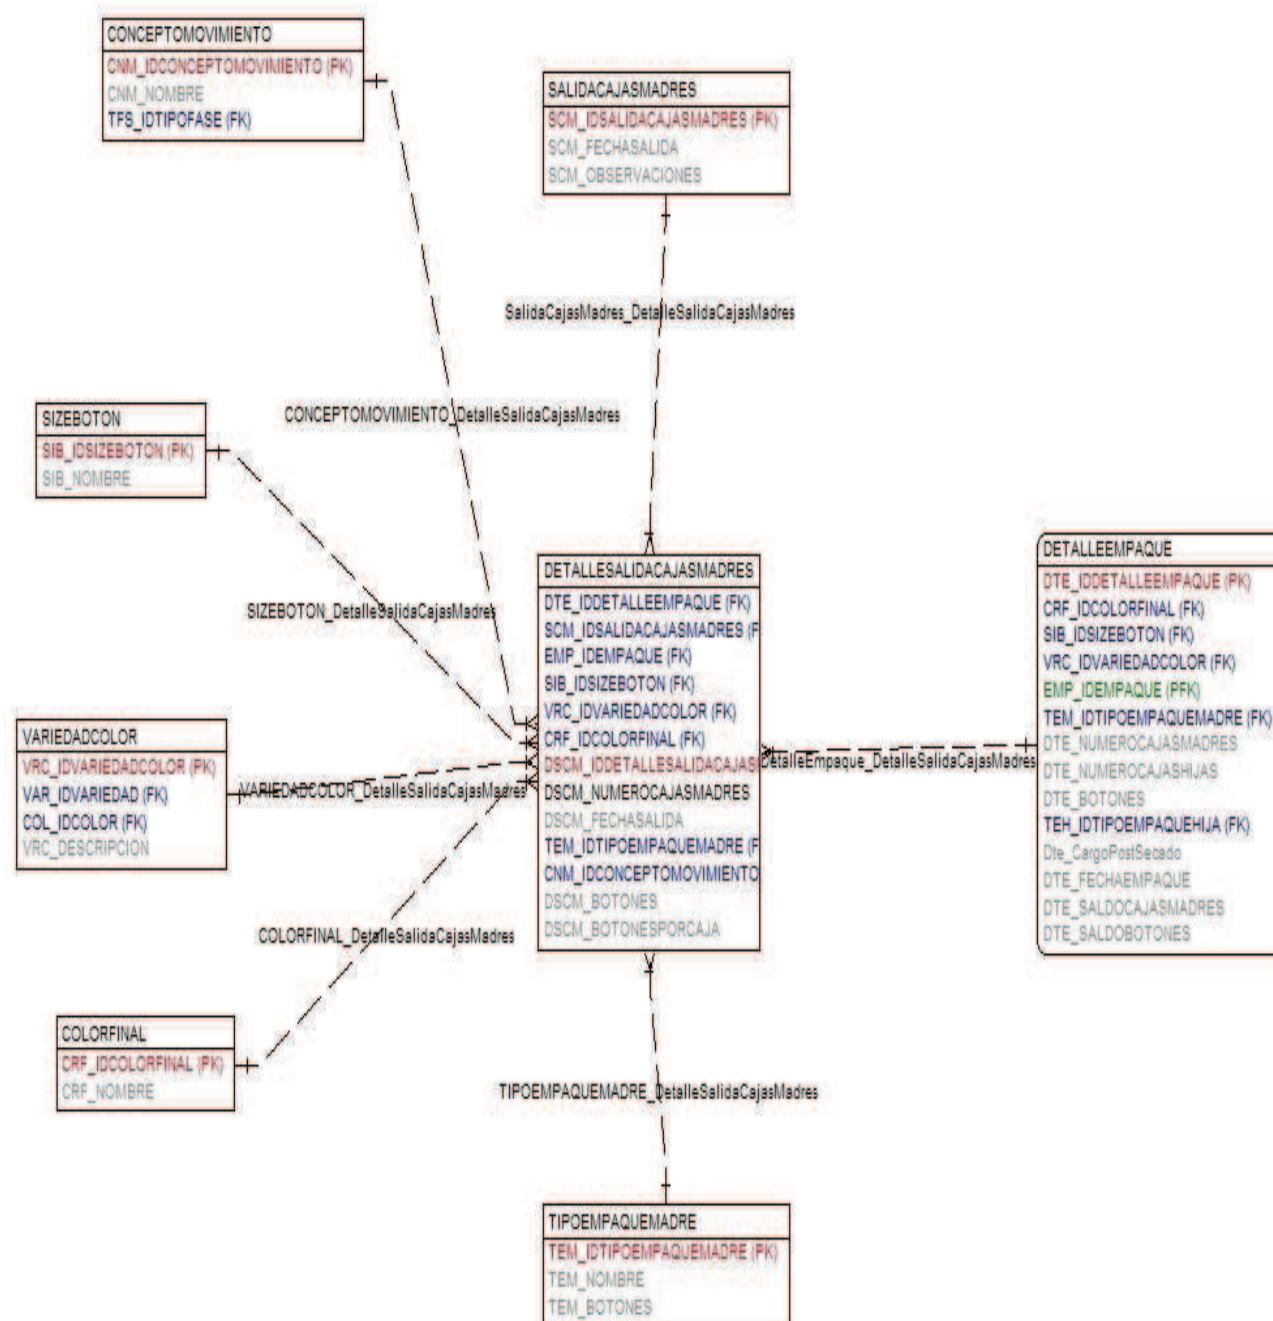 CONCEPTOMOVIMIENTO
CNM_IDCONCEPTOMOVIMIENTO (PK)
CNM_NOMBRE
TFS_IDTIPOFASE (FK)
SALIDACAJASMADRES
SCM_IDSALIDACAJASMADRES (PK)
SCM_FECHASALIDA
SCM_OBSERVACIONES
SalidaCajasMadres_DetalleSalidaCajasMadres
CONCEPTOMOVIMIENTO_DetalleSalidaCajasMadres
SIZEBOTON
SIB_IDSIZEBOTON (PK)
SIB_NOMBRE
SIZEBOTON_DetalleSalidaCajasMadres
DETALLESALIDACAJASMADRES
DTE_IDDETALLEEMPAQUE (FK)
SCM_IDSALIDACAJASMADRES (F
EMP_IDEMPAQUE (FK)
SIB_IDSIZEBOTON (FK)
VRC_IDVARIEDADCOLOR (FK)
CRF_IDCOLORFINAL (FK)
DSCM_IDDETALLESALIDACAJAS
DSCM_NUMEROCAJASMADRES
DSCM_FECHASALIDA
TEM_IDTIPOEMPAQUEMADRE (F
CNM_IDCONCEPTOMOVIMIENTO
DSCM_BOTONES
DSCM_BOTONESPORCAJA
DetalleEmpaque_DetalleSalidaCajasMadres
DETALLEEMPAQUE
DTE_IDDETALLEEMPAQUE (PK)
CRF_IDCOLORFINAL (FK)
SIB_IDSIZEBOTON (FK)
VRC_IDVARIEDADCOLOR (FK)
EMP_IDEMPAQUE (PFK)
TEM_IDTIPOEMPAQUEMADRE (FK)
DTE_NUMEROCAJASMADRES
DTE_NUMEROCAJASHIJAS
DTE_BOTONES
TEH_IDTIPOEMPAQUEHIJA (FK)
Dte_CargoPostSecado
DTE_FECHAEMPAQUE
DTE_SALDOCAJASMADRES
DTE_SALDOBOTONES
VARIEDADCOLOR
VRC_IDVARIEDADCOLOR (PK)
VAR_IDVARIEDAD (FK)
COL_IDCOLOR (FK)
VRC_DESCRIPCION
VARIEDADCOLOR_DetalleSalidaCajasMadres
COLORFINAL_DetalleSalidaCajasMadres
COLORFINAL
CRF_IDCOLORFINAL (PK)
CRF_NOMBRE
TIPOEMPAQUEMADRE_DetalleSalidaCajasMadres
TIPOEMPAQUEMADRE
TEM_IDTIPOEMPAQUEMADRE (PK)
TEM_NOMBRE
TEM_BOTONES